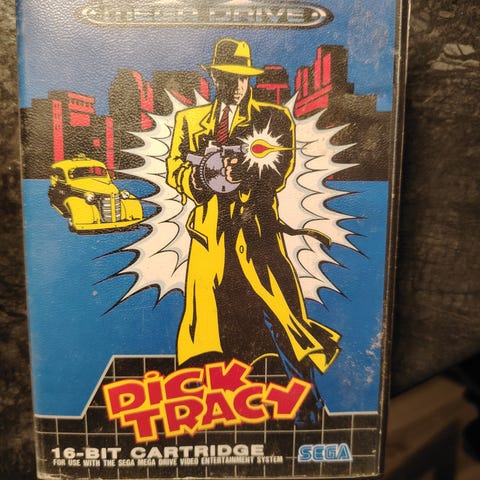 MEGA DRIVE
DICK
TRACY
16-BIT CARTRIDGE
FOR USE WITH THE SEGA MEGA DRIVE VIDEO ENTERTAINMENT SYSTEM
SEGA